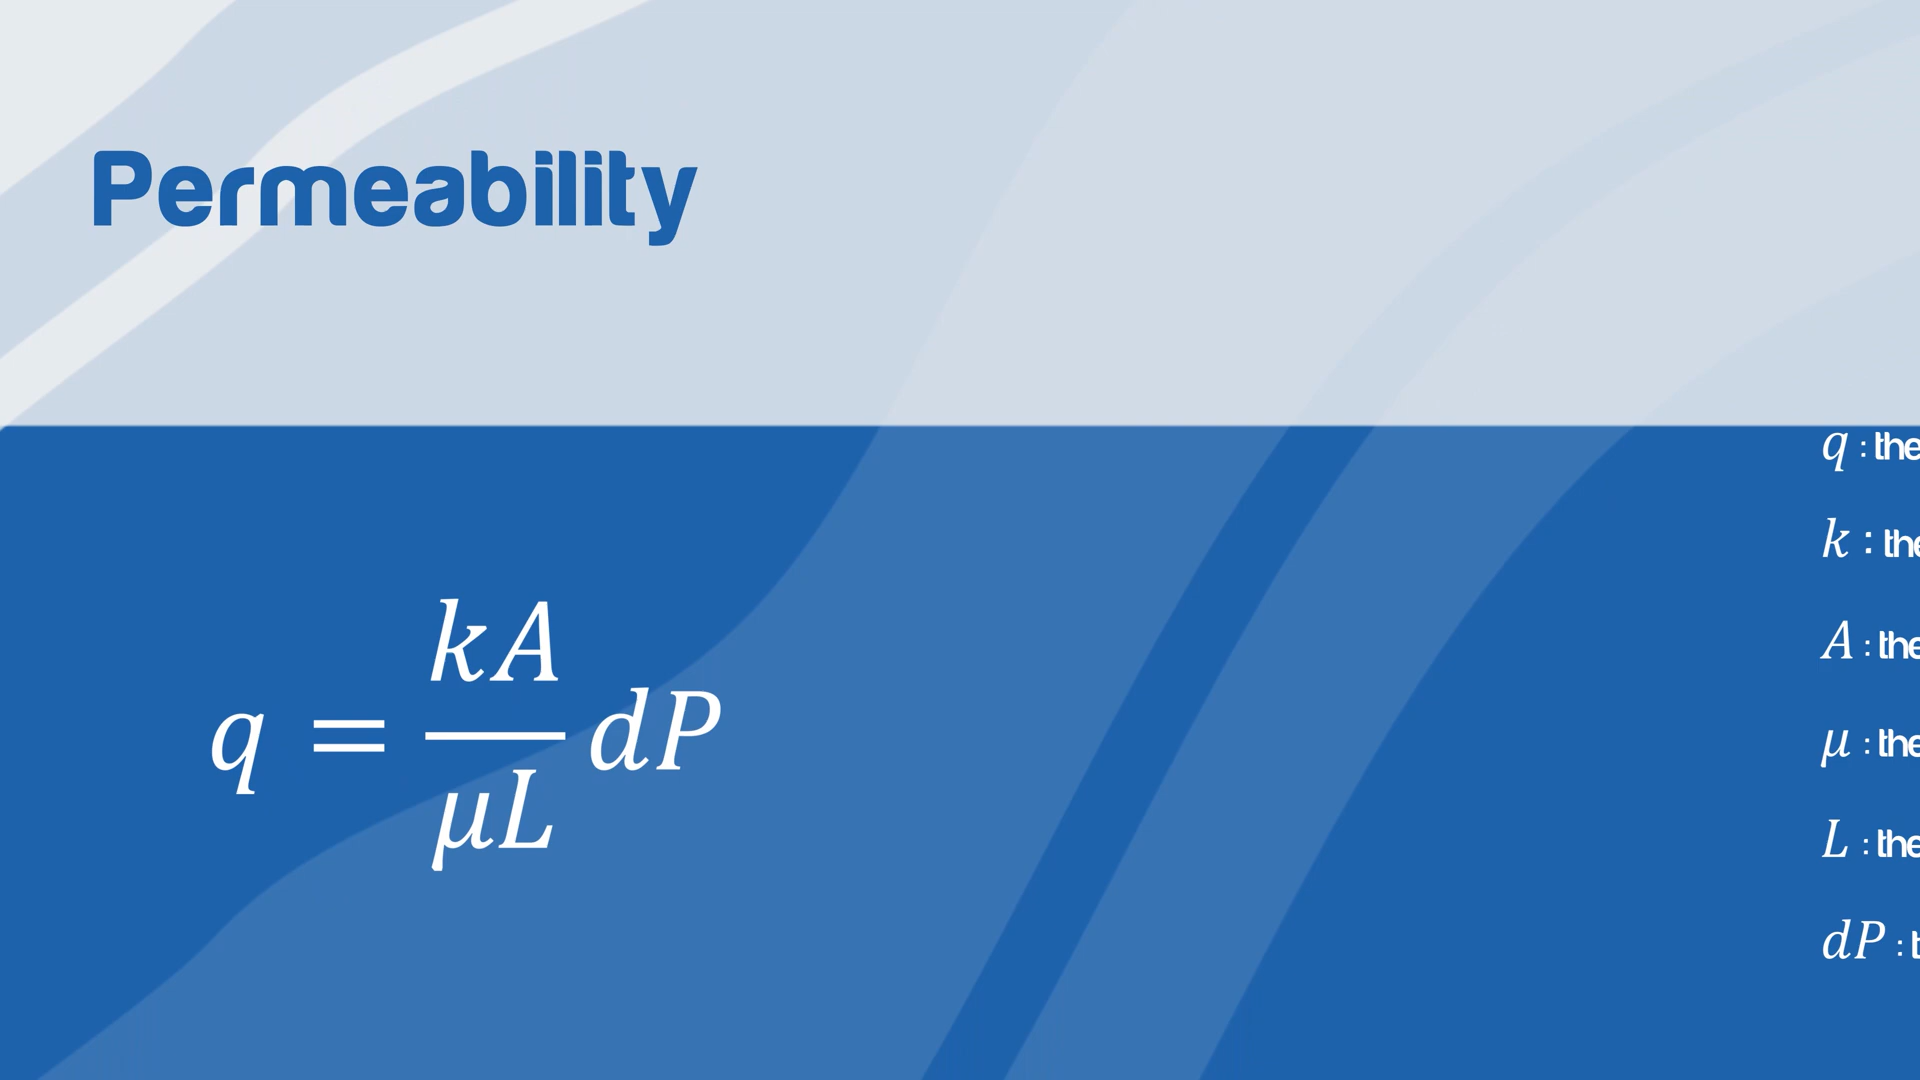 Permeability
q = kA/μL dP
q : the
k : the
A : the
μ : the
L : the
dP :